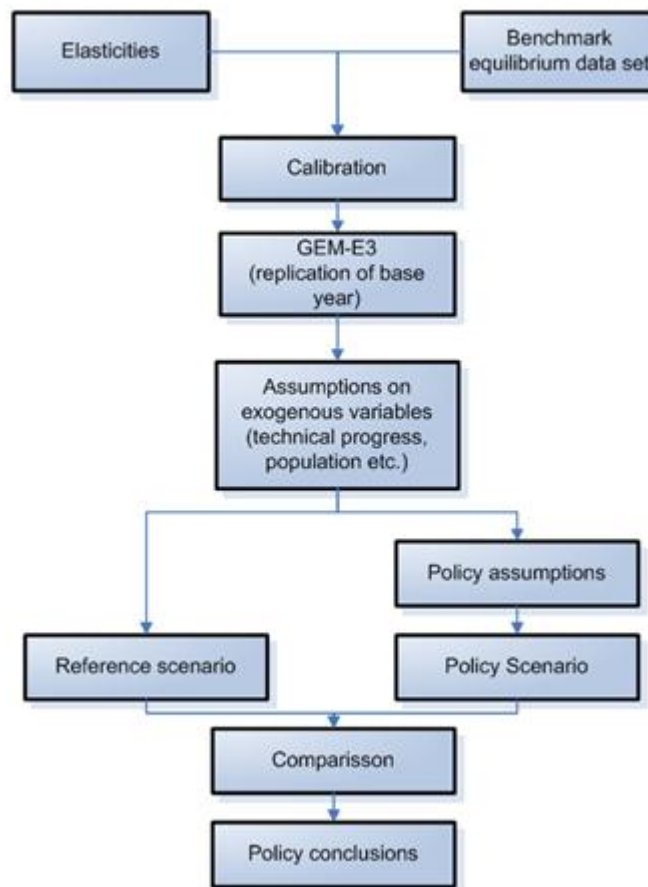 Elasticities
Benchmark
equilibrium data set
Calibration
GEM-E3
(replication of base
year)
Assumptions on
exogenous variables
(technical progress,
population etc.)
Policy assumptions
Reference scenario
Policy Scenario
Comparisson
Policy conclusions